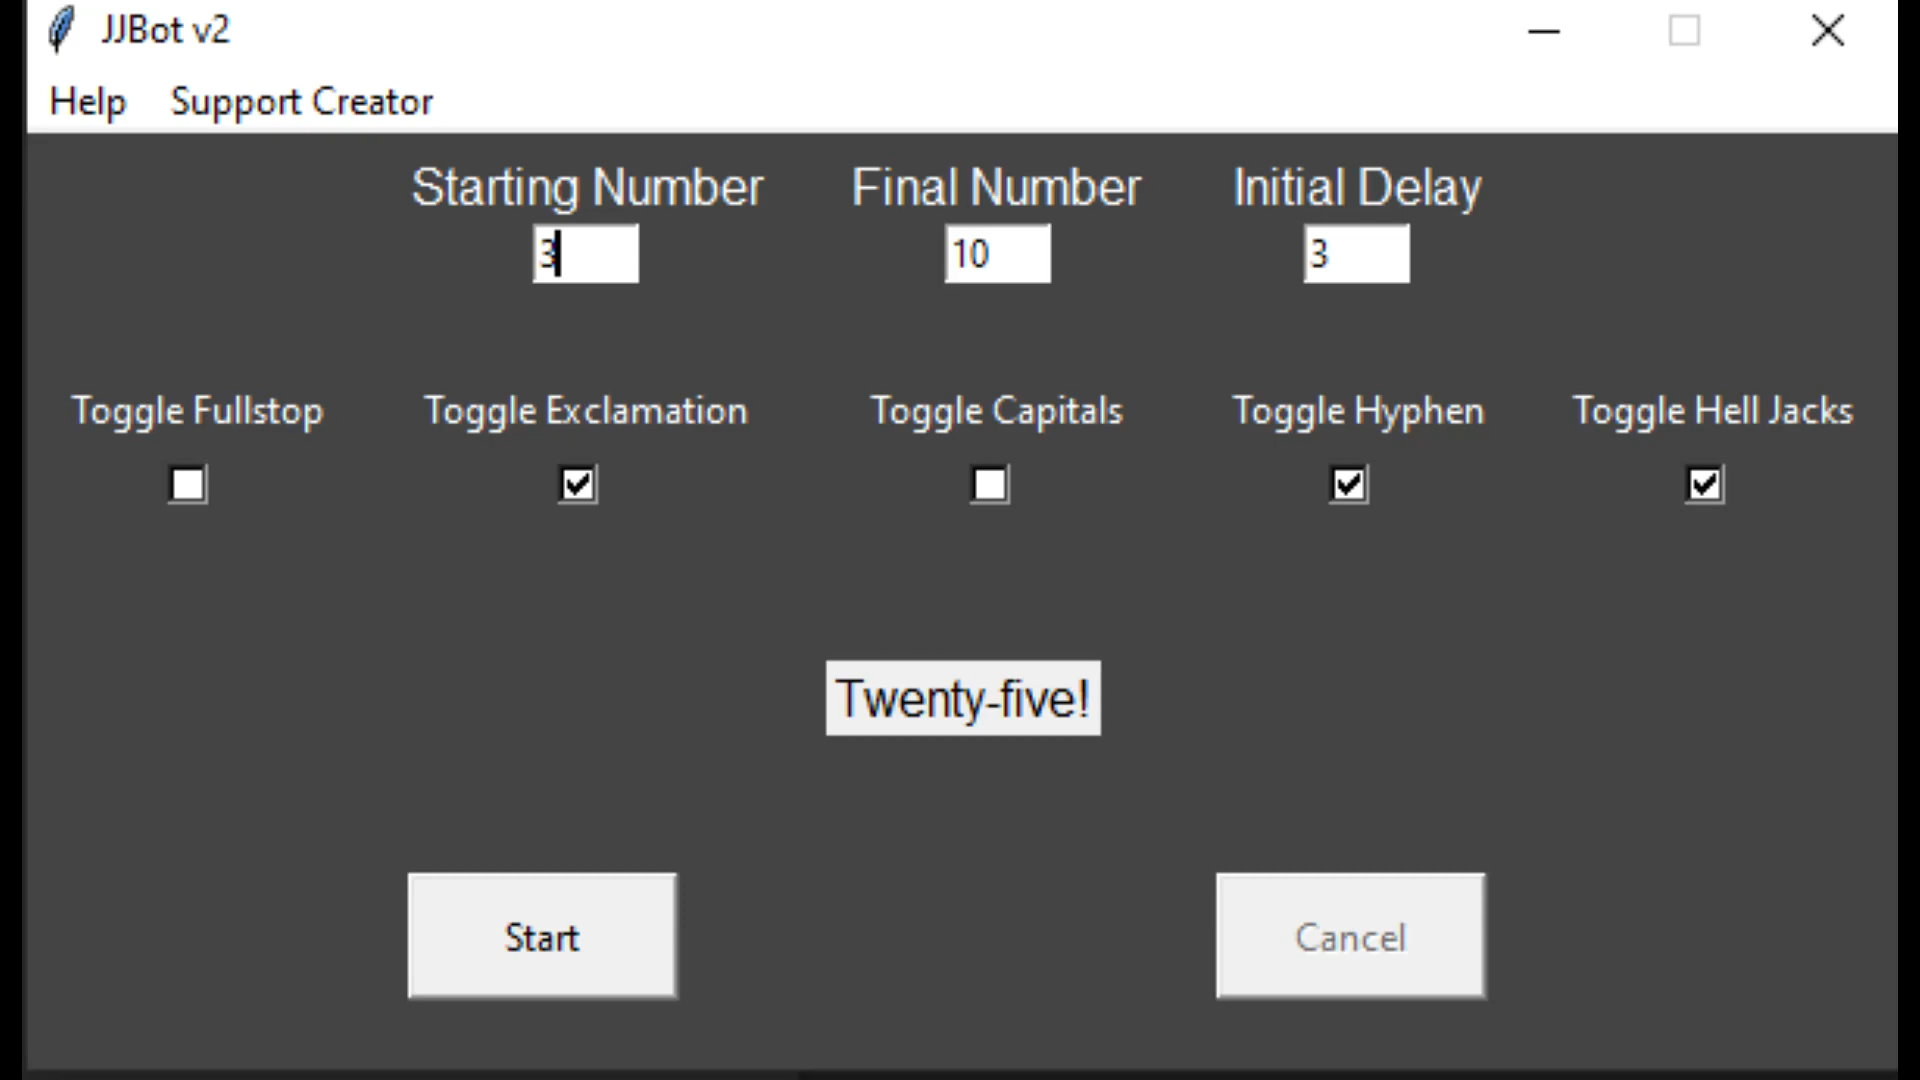 JJBot v2
Help Support Creator
Starting Number Final Number Initial Delay
3 10 3
Toggle Fullstop Toggle Exclamation Toggle Capitals Toggle Hyphen Toggle Hell Jacks
Twenty-five!
Start Cancel